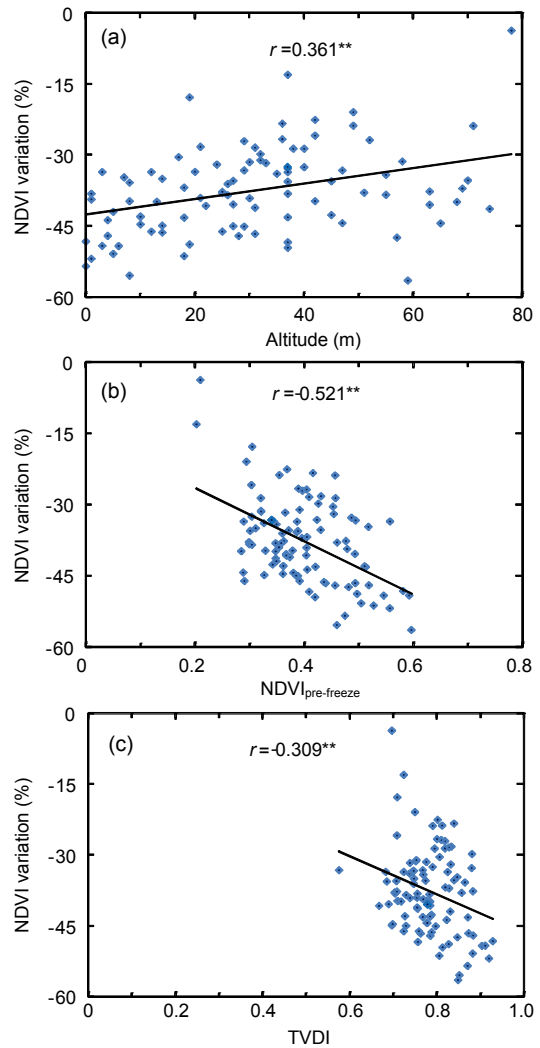 0
(a)
r=0.361**
-15
-30
-45
-60
NDVI variation (%)
0 20 40 60 80
Altitude (m)
0
(b)
r=-0.521**
-15
-30
-45
-60
NDVI variation (%)
0 0.2 0.4 0.6 0.8
NDVIpre-freeze
0
(c)
r=-0.309**
-15
-30
-45
-60
NDVI variation (%)
0 0.2 0.4 0.6 0.8 1.0
TVDI